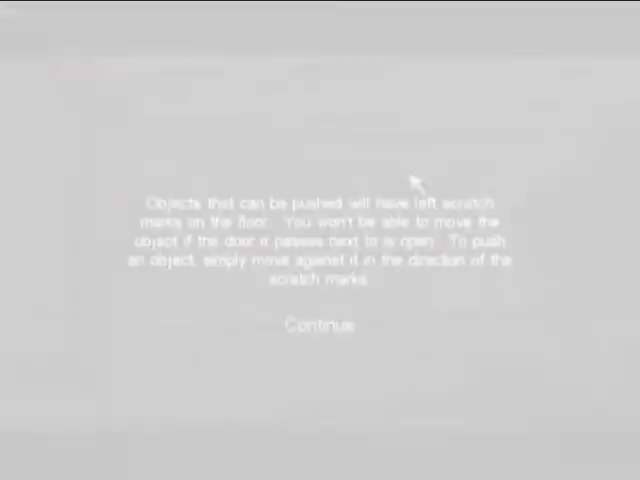 Objects that can be pushed will have left scratch
marks on the floor. You won't be able to move the
object if the door it passes next to is open. To push
an object, simply move against it in the direction of the
scratch marks.
Continue